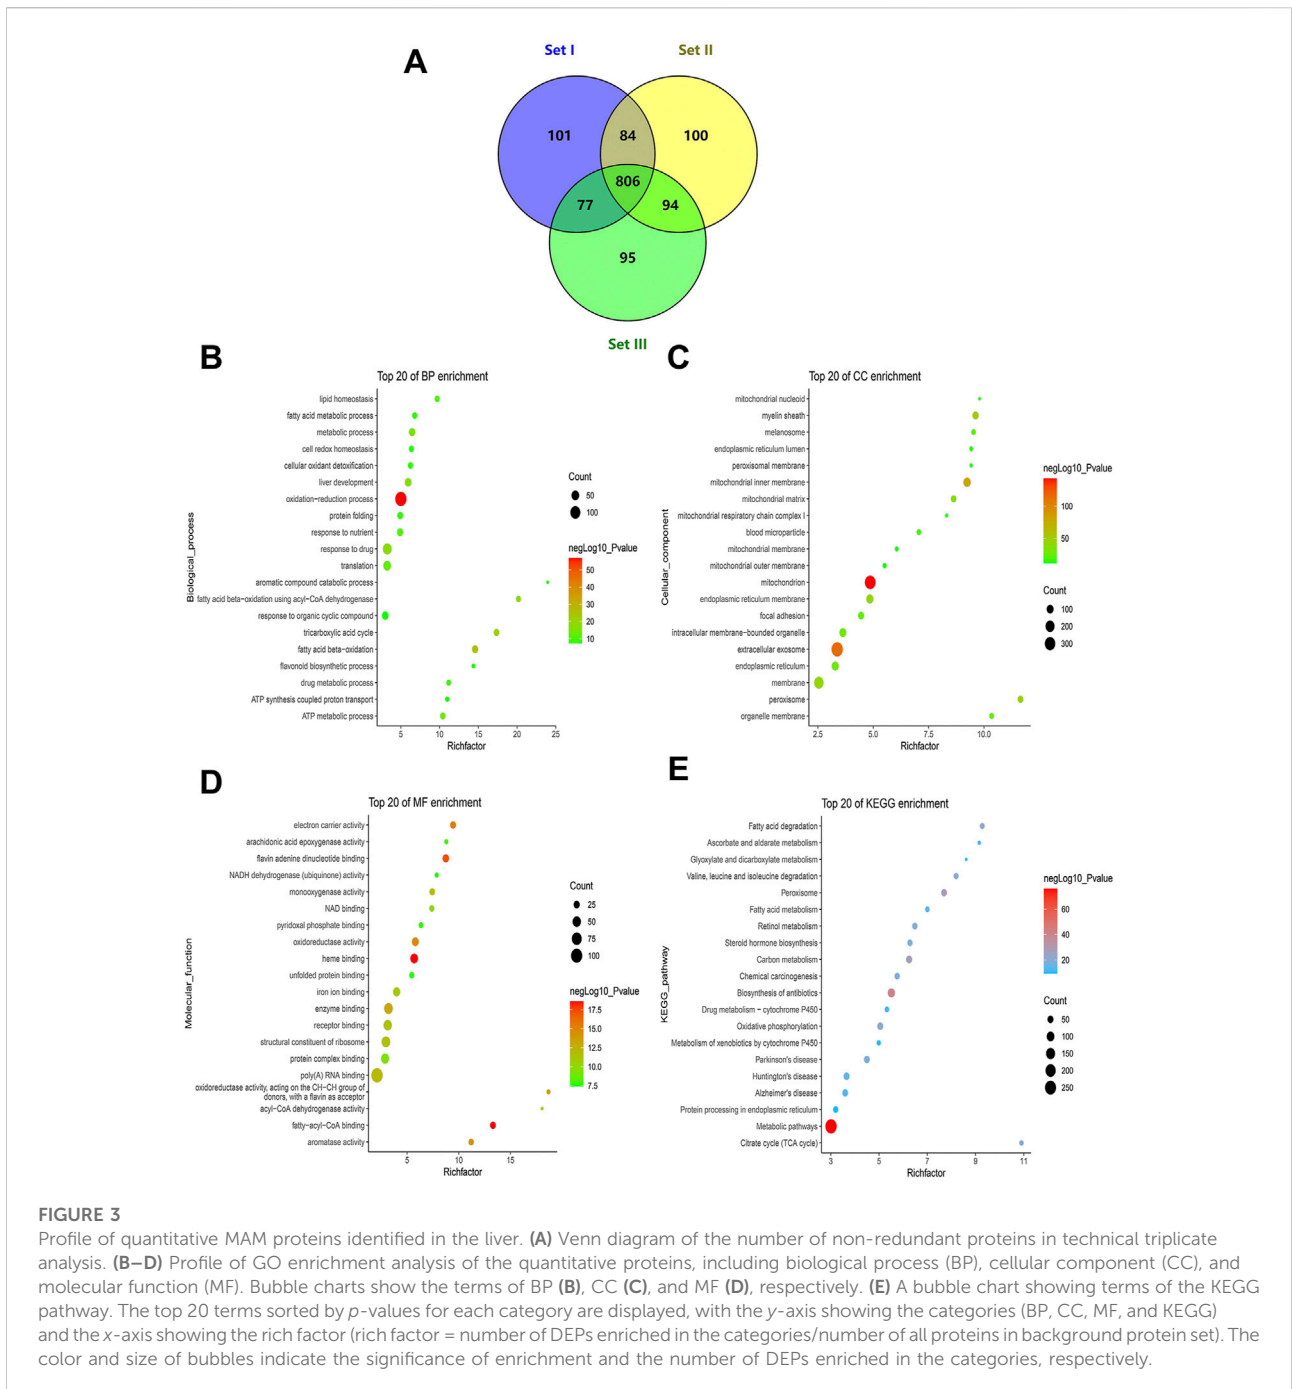 A
Set I
Set II
101
84
100
806
77
94
95
Set III
B
Top 20 of BP enrichment
Biological_process
lipid homeostasis
fatty acid metabolic process
metabolic process
cell redox homeostasis
cellular oxidant detoxification
liver development
oxidation−reduction process
protein folding
response to nutrient
response to drug
translation
aromatic compound catabolic process
fatty acid beta−oxidation using acyl−CoA dehydrogenase
response to organic cyclic compound
tricarboxylic acid cycle
fatty acid beta−oxidation
flavonoid biosynthetic process
drug metabolic process
ATP synthesis coupled proton transport
ATP metabolic process
5 10 15 20 25
Richfactor
Count
50
100
negLog10_Pvalue
50
40
30
20
10
C
Top 20 of CC enrichment
Cellular_component
mitochondrial nucleoid
myelin sheath
melanosome
endoplasmic reticulum lumen
peroxisomal membrane
mitochondrial inner membrane
mitochondrial matrix
mitochondrial respiratory chain complex I
blood microparticle
mitochondrial membrane
mitochondrial outer membrane
mitochondrion
endoplasmic reticulum membrane
focal adhesion
intracellular membrane−bounded organelle
extracellular exosome
endoplasmic reticulum
membrane
peroxisome
organelle membrane
2.5 5.0 7.5 10.0
Richfactor
negLog10_Pvalue
100
50
Count
100
200
300
D
Top 20 of MF enrichment
Molecular_function
electron carrier activity
arachidonic acid epoxygenase activity
flavin adenine dinucleotide binding
NADH dehydrogenase (ubiquinone) activity
monooxygenase activity
NAD binding
pyridoxal phosphate binding
oxidoreductase activity
heme binding
unfolded protein binding
iron ion binding
enzyme binding
receptor binding
structural constituent of ribosome
protein complex binding
poly(A) RNA binding
oxidoreductase activity, acting on the CH−CH group of
donors, with a flavin as acceptor
acyl−CoA dehydrogenase activity
fatty−acyl−CoA binding
aromatase activity
5 10 15
Richfactor
Count
25
50
75
100
negLog10_Pvalue
17.5
15.0
12.5
10.0
7.5
E
Top 20 of KEGG enrichment
KEGG_pathway
Fatty acid degradation
Ascorbate and aldarate metabolism
Glyoxylate and dicarboxylate metabolism
Valine, leucine and isoleucine degradation
Peroxisome
Fatty acid metabolism
Retinol metabolism
Steroid hormone biosynthesis
Carbon metabolism
Chemical carcinogenesis
Biosynthesis of antibiotics
Drug metabolism − cytochrome P450
Oxidative phosphorylation
Metabolism of xenobiotics by cytochrome P450
Parkinson's disease
Huntington's disease
Alzheimer's disease
Protein processing in endoplasmic reticulum
Metabolic pathways
Citrate cycle (TCA cycle)
3 5 7 9 11
Richfactor
negLog10_Pvalue
60
40
20
Count
50
100
150
200
250
FIGURE 3
Profile of quantitative MAM proteins identified in the liver. (A) Venn diagram of the number of non-redundant proteins in technical triplicate
analysis. (B–D) Profile of GO enrichment analysis of the quantitative proteins, including biological process (BP), cellular component (CC), and
molecular function (MF). Bubble charts show the terms of BP (B), CC (C), and MF (D), respectively. (E) A bubble chart showing terms of the KEGG
pathway. The top 20 terms sorted by p-values for each category are displayed, with the y-axis showing the categories (BP, CC, MF, and KEGG)
and the x-axis showing the rich factor (rich factor = number of DEPs enriched in the categories/number of all proteins in background protein set). The
color and size of bubbles indicate the significance of enrichment and the number of DEPs enriched in the categories, respectively.